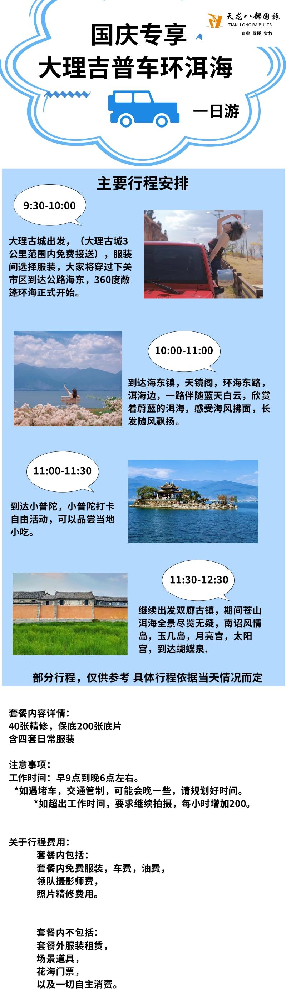 天龙八部国旅
TIAN LONG BA BU ITS
专业 优质 实力
国庆专享
大理吉普车环洱海
一日游
主要行程安排
9:30-10:00
大理古城出发，（大理古城3
公里范围内免费接送），服装
间选择服装，大家将穿过下关
市区到达公路海东，360度敞
篷环海正式开始。
10:00-11:00
到达海东镇，天镜阁，环海东路，
洱海边，一路伴随蓝天白云，欣赏
着蔚蓝的洱海，感受海风拂面，长
发随风飘扬。
11:00-11:30
到达小普陀，小普陀打卡
自由活动，可以品尝当地
小吃。
11:30-12:30
继续出发双廊古镇，期间苍山
洱海全景尽览无疑，南诏风情
岛，玉几岛，月亮宫，太阳
宫，到达蝴蝶泉.
部分行程，仅供参考 具体行程依据当天情况而定
套餐内容详情：
40张精修，保底200张底片
含四套日常服装
注意事项：
工作时间：早9点到晚6点左右。
*如遇堵车，交通管制，可能会晚一些，请规划好时间。
*如超出工作时间，要求继续拍摄，每小时增加200。
关于行程费用：
套餐内包括：
套餐内免费服装，车费，油费，
领队摄影师费，
照片精修费用。
套餐内不包括：
套餐外服装租赁，
场景道具，
花海门票，
以及一切自主消费。